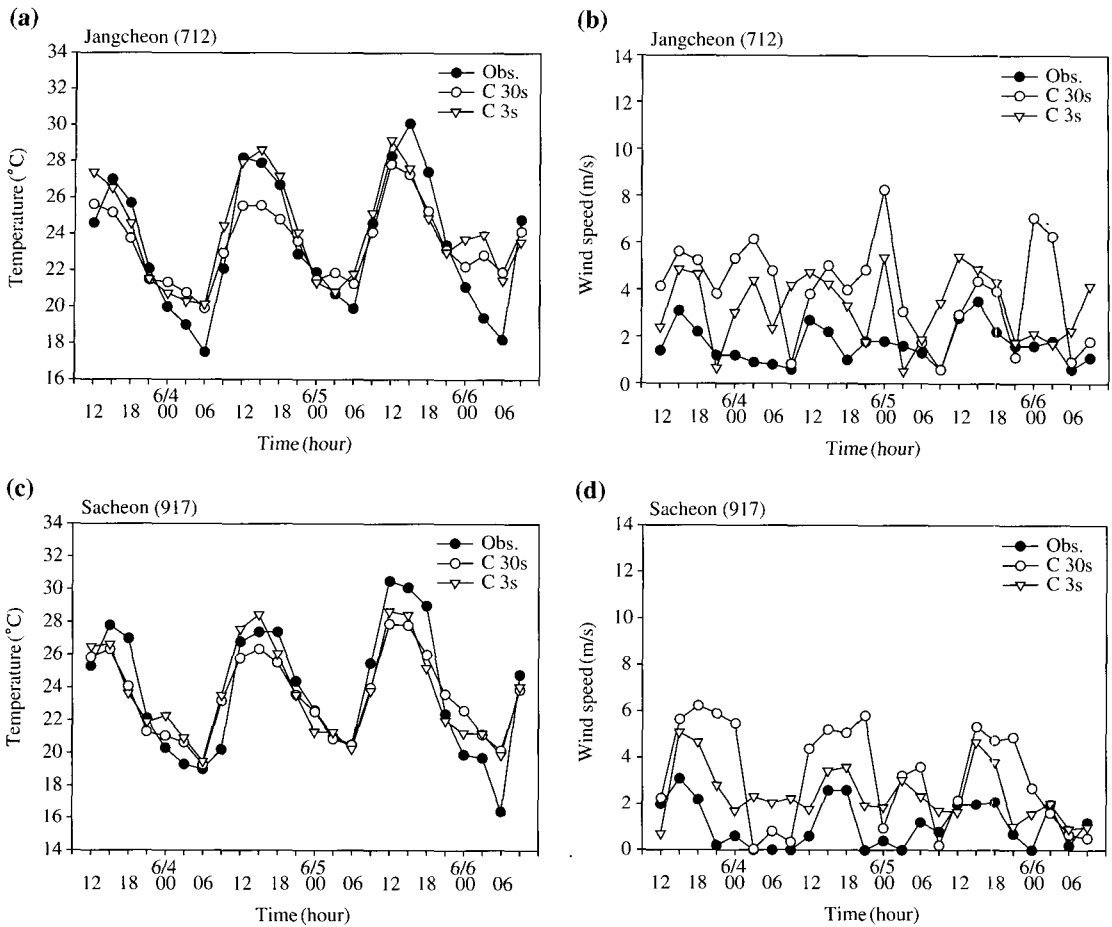 (a)
Jangcheon (712)
34
32
30
28
26
24
22
20
18
16
Temperature (°C)
Obs.
C 30s
C 3s
6/4 6/5 6/6
12 18 00 06 12 18 00 06 12 18 00 06
Time (hour)
(b)
Jangcheon (712)
14
12
10
8
6
4
2
0
Wind speed (m/s)
Obs.
C 30s
C 3s
6/4 6/5 6/6
12 18 00 06 12 18 00 06 12 18 00 06
Time (hour)
(c)
Sacheon (917)
34
32
30
28
26
24
22
20
18
16
14
Temperature (°C)
Obs.
C 30s
C 3s
6/4 6/5 6/6
12 18 00 06 12 18 00 06 12 18 00 06
Time (hour)
(d)
Sacheon (917)
14
12
10
8
6
4
2
0
Wind speed (m/s)
Obs.
C 30s
C 3s
6/4 6/5 6/6
12 18 00 06 12 18 00 06 12 18 00 06
Time (hour)